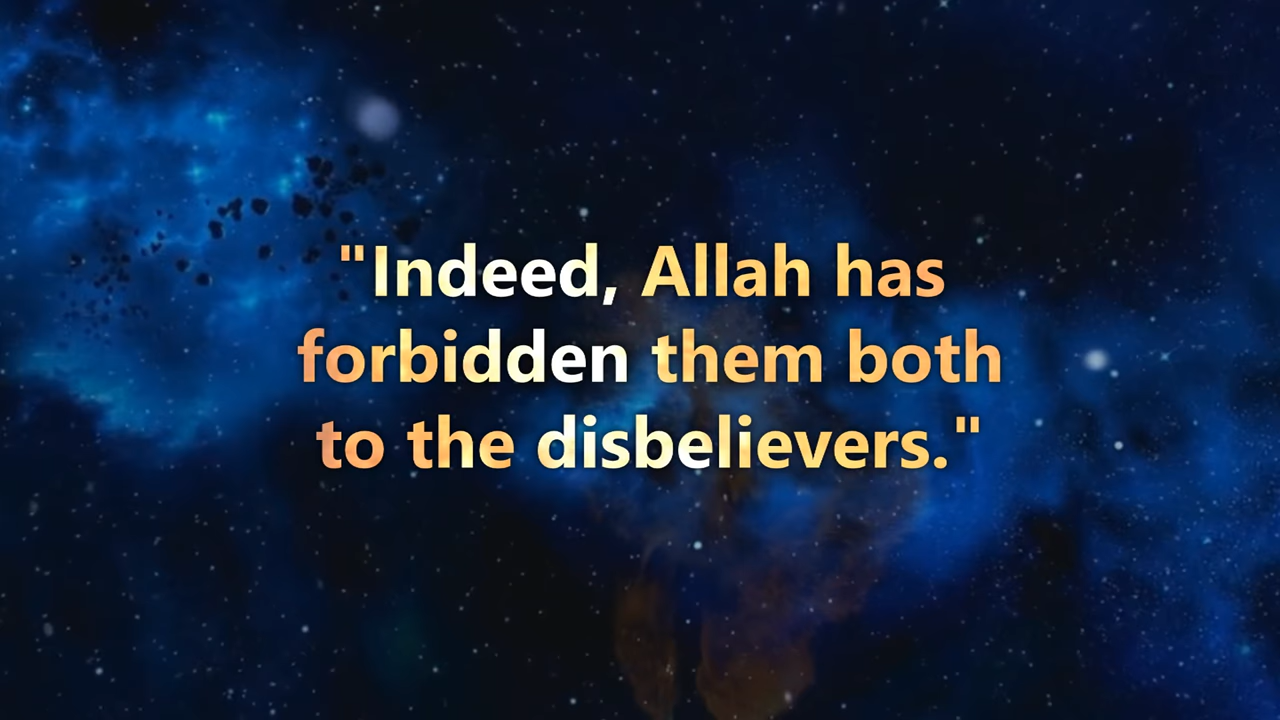 "Indeed, Allah has
forbidden them both
to the disbelievers."